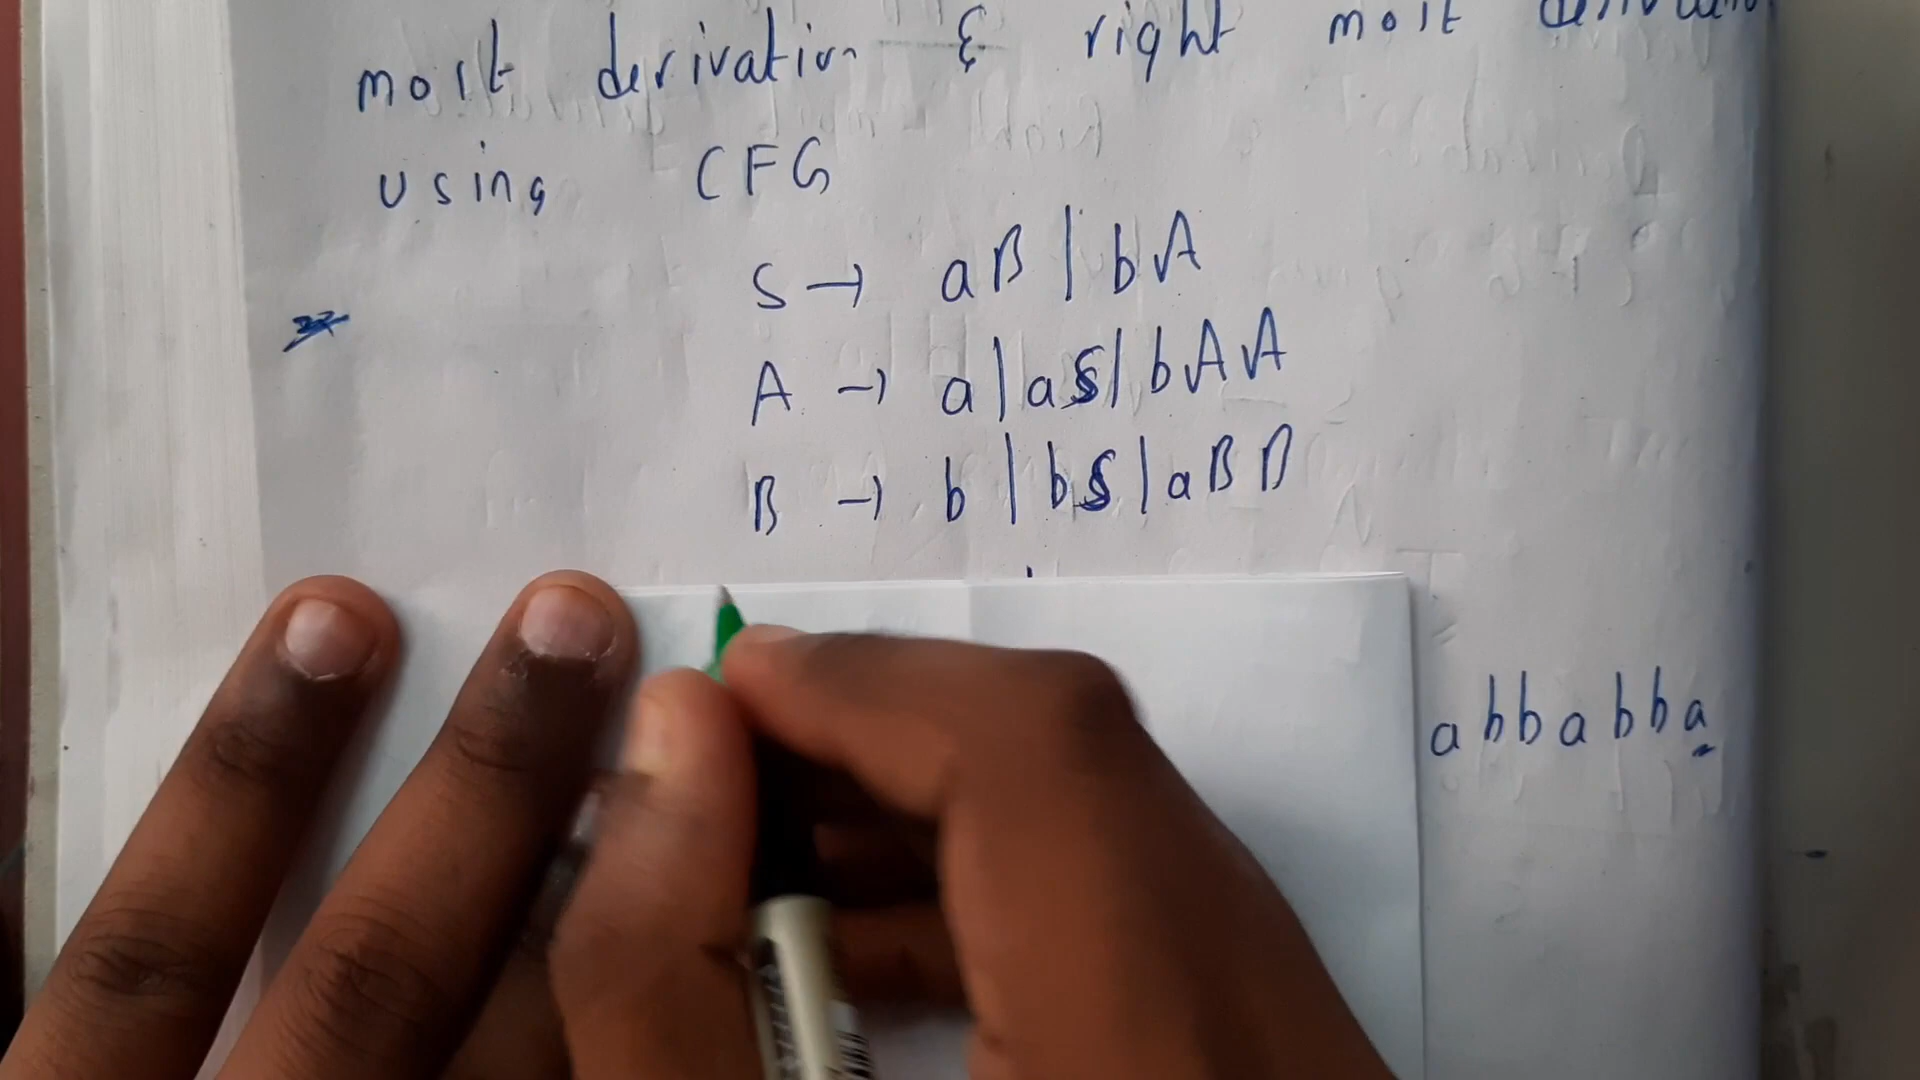 most derivation & right most
using CFG
S → aB | bA
A → a | aS | bAA
B → b | bS | aBB
abbabba